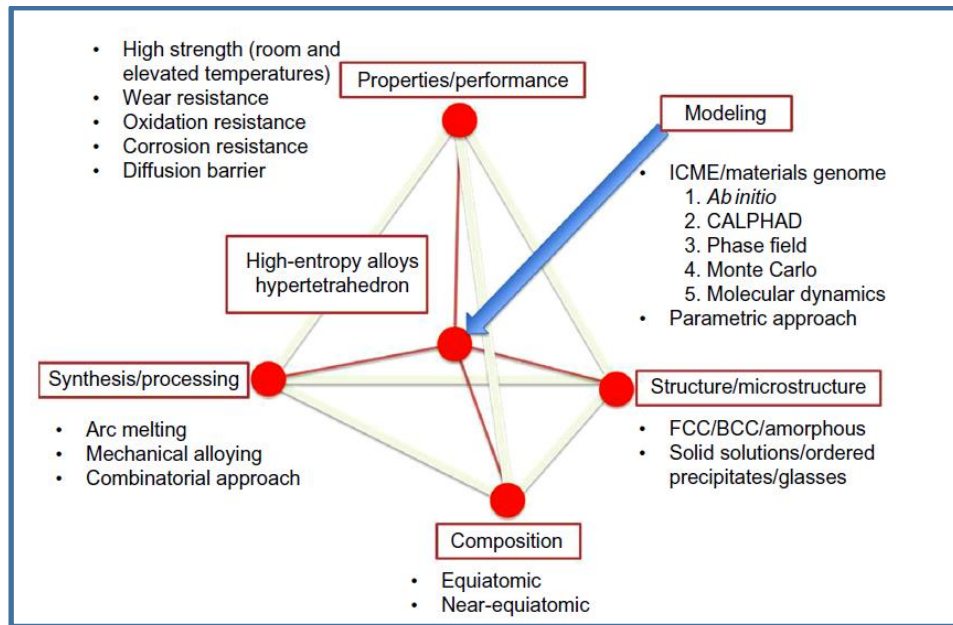 • High strength (room and
elevated temperatures)
• Wear resistance
• Oxidation resistance
• Corrosion resistance
• Diffusion barrier
Properties/performance
Modeling
• ICME/materials genome
1. Ab initio
2. CALPHAD
3. Phase field
4. Monte Carlo
5. Molecular dynamics
• Parametric approach
High-entropy alloys
hypertetrahedron
Synthesis/processing
• Arc melting
• Mechanical alloying
• Combinatorial approach
Structure/microstructure
• FCC/BCC/amorphous
• Solid solutions/ordered
precipitates/glasses
Composition
• Equiatomic
• Near-equiatomic